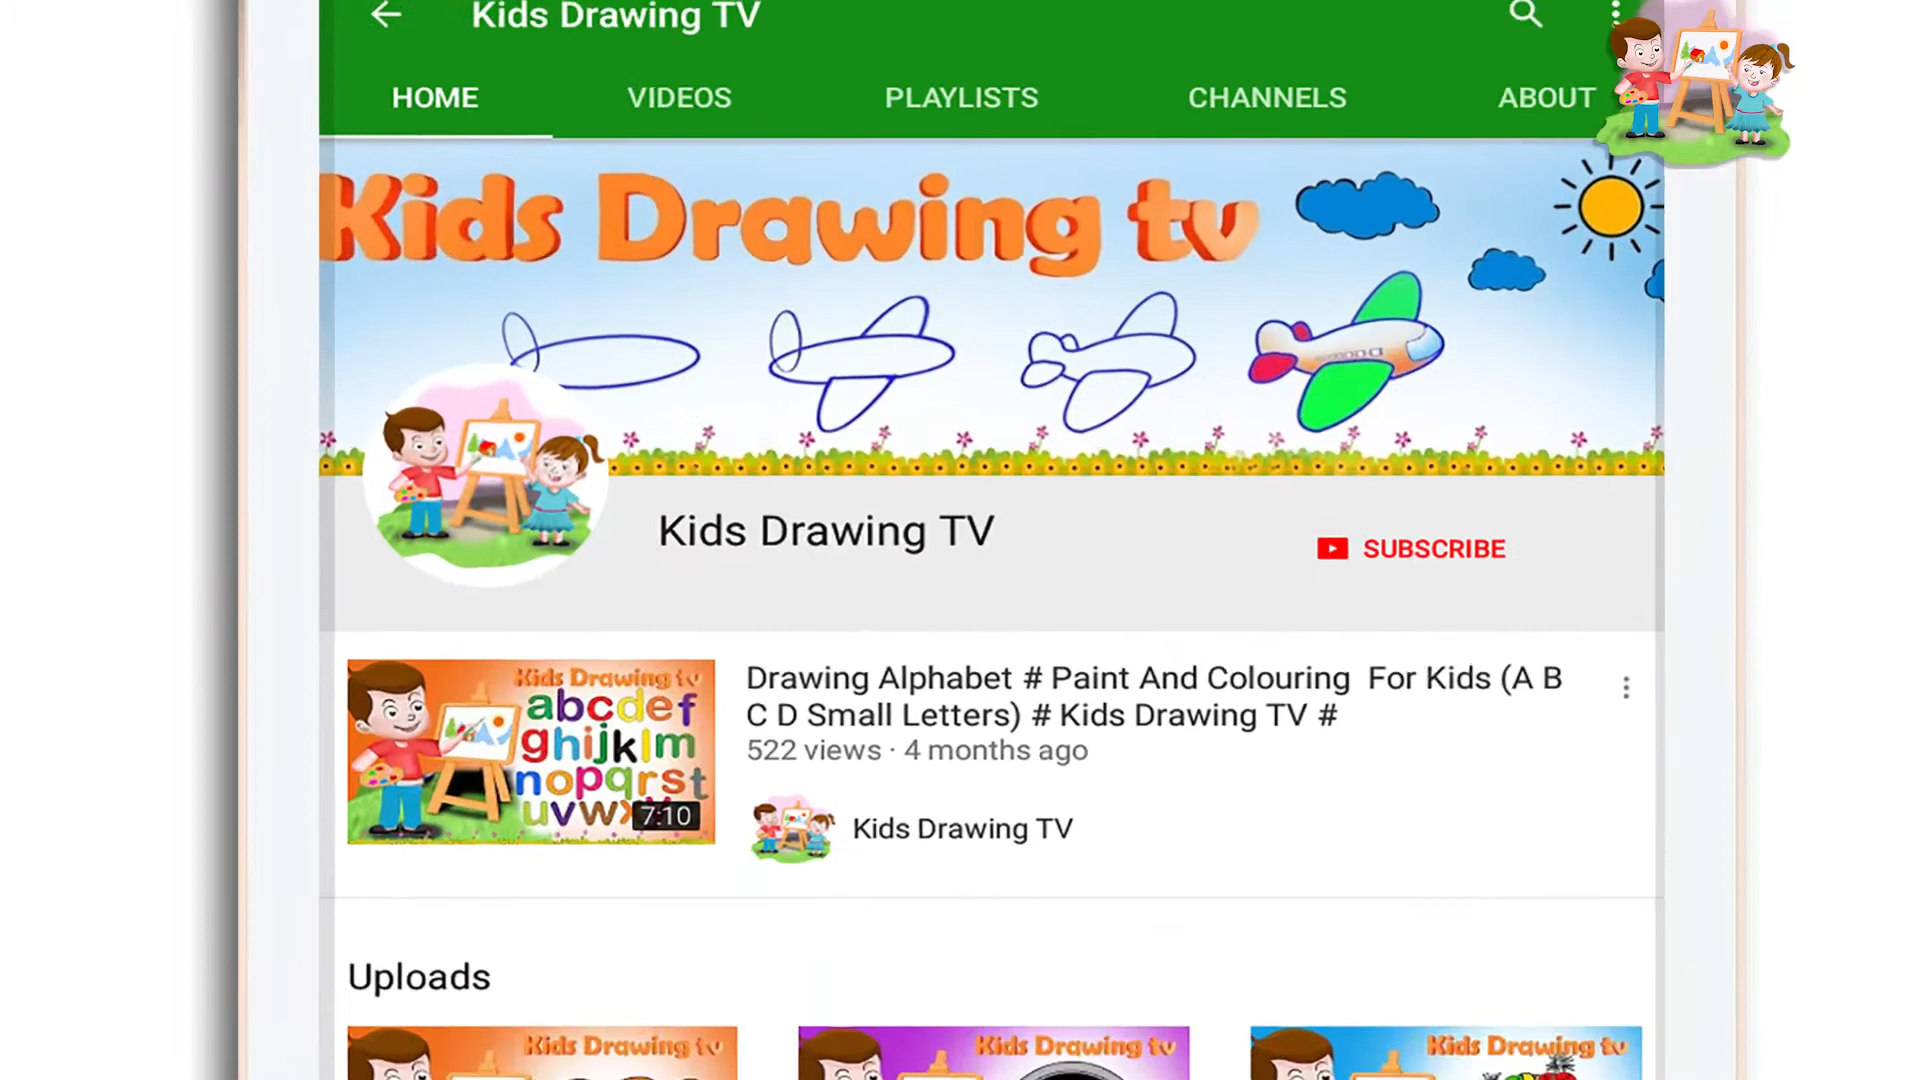 Kids Drawing TV
HOME VIDEOS PLAYLISTS CHANNELS ABOUT
Kids Drawing tv
Kids Drawing TV
SUBSCRIBE
Kids Drawing tv
abcdef
ghijklm
nopqrst
uvwx
7:10
Drawing Alphabet # Paint And Colouring For Kids (A B
C D Small Letters) # Kids Drawing TV #
522 views · 4 months ago
Kids Drawing TV
Uploads
Kids Drawing tv
Kids Drawing tv
Kids Drawing tv